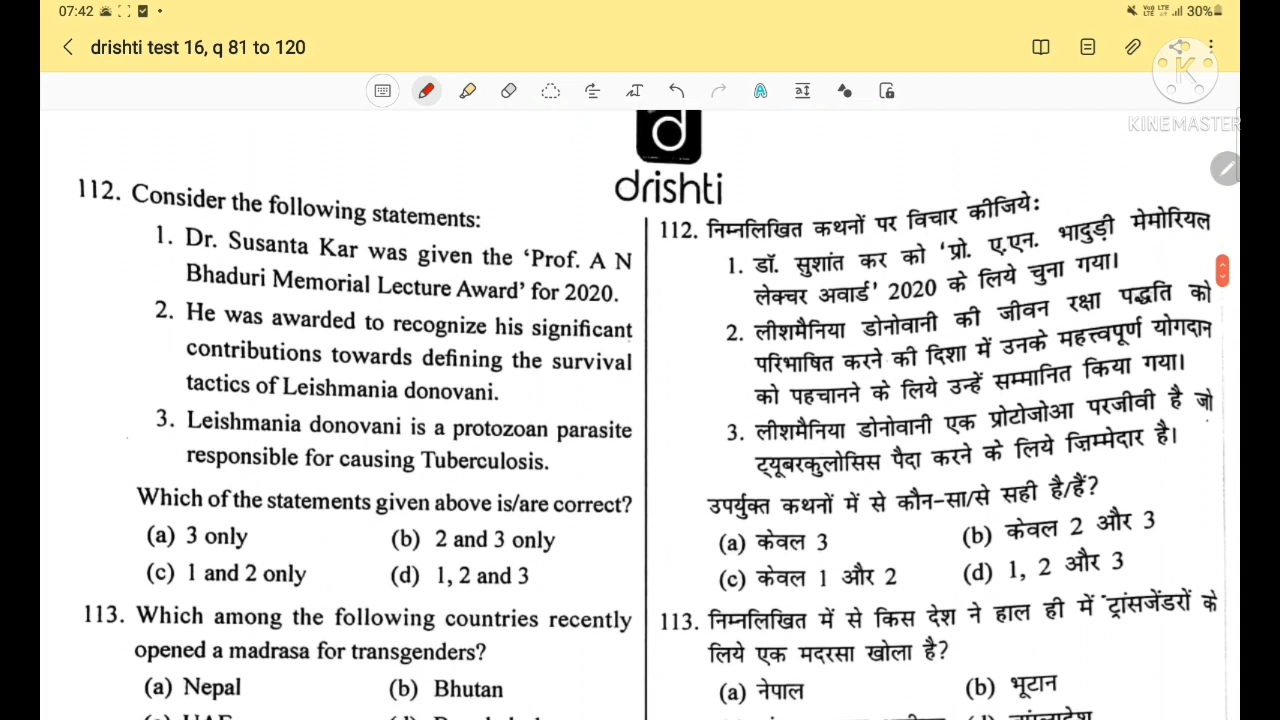 07:42
VoO LTE
LTE
30%
drishti test 16, q 81 to 120
K
KINEMASTER
d
drishti
112. Consider the following statements:
1. Dr. Susanta Kar was given the ‘Prof. A N
Bhaduri Memorial Lecture Award’ for 2020.
2. He was awarded to recognize his significant
contributions towards defining the survival
tactics of Leishmania donovani.
3. Leishmania donovani is a protozoan parasite
responsible for causing Tuberculosis.
Which of the statements given above is/are correct?
(a) 3 only
(b) 2 and 3 only
(c) 1 and 2 only
(d) 1, 2 and 3
113. Which among the following countries recently
opened a madrasa for transgenders?
(a) Nepal
(b) Bhutan
112. निम्नलिखित कथनों पर विचार कीजिये:
1. डॉ. सुशांत कर को ‘प्रो. ए.एन. भादुड़ी मेमोरियल
लेक्चर अवार्ड’ 2020 के लिये चुना गया।
2. लीशमैनिया डोनोवानी की जीवन रक्षा पद्धति को
परिभाषित करने की दिशा में उनके महत्त्वपूर्ण योगदान
को पहचानने के लिये उन्हें सम्मानित किया गया।
3. लीशमैनिया डोनोवानी एक प्रोटोजोआ परजीवी है जो
ट्यूबरकुलोसिस पैदा करने के लिये ज़िम्मेदार है।
उपर्युक्त कथनों में से कौन-सा/से सही है/हैं?
(a) केवल 3
(b) केवल 2 और 3
(c) केवल 1 और 2
(d) 1, 2 और 3
113. निम्नलिखित में से किस देश ने हाल ही में ट्रांसजेंडरों के
लिये एक मदरसा खोला है?
(a) नेपाल
(b) भूटान